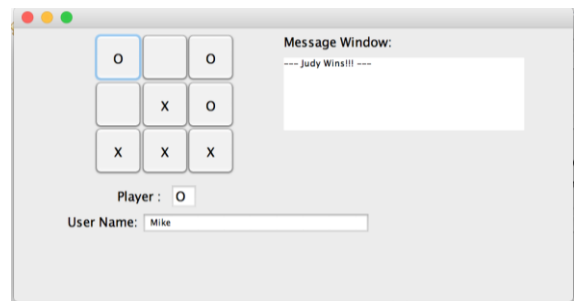 O O
X O
X X X
Message Window:
--- Judy Wins!!! ---
Player : O
User Name: Mike